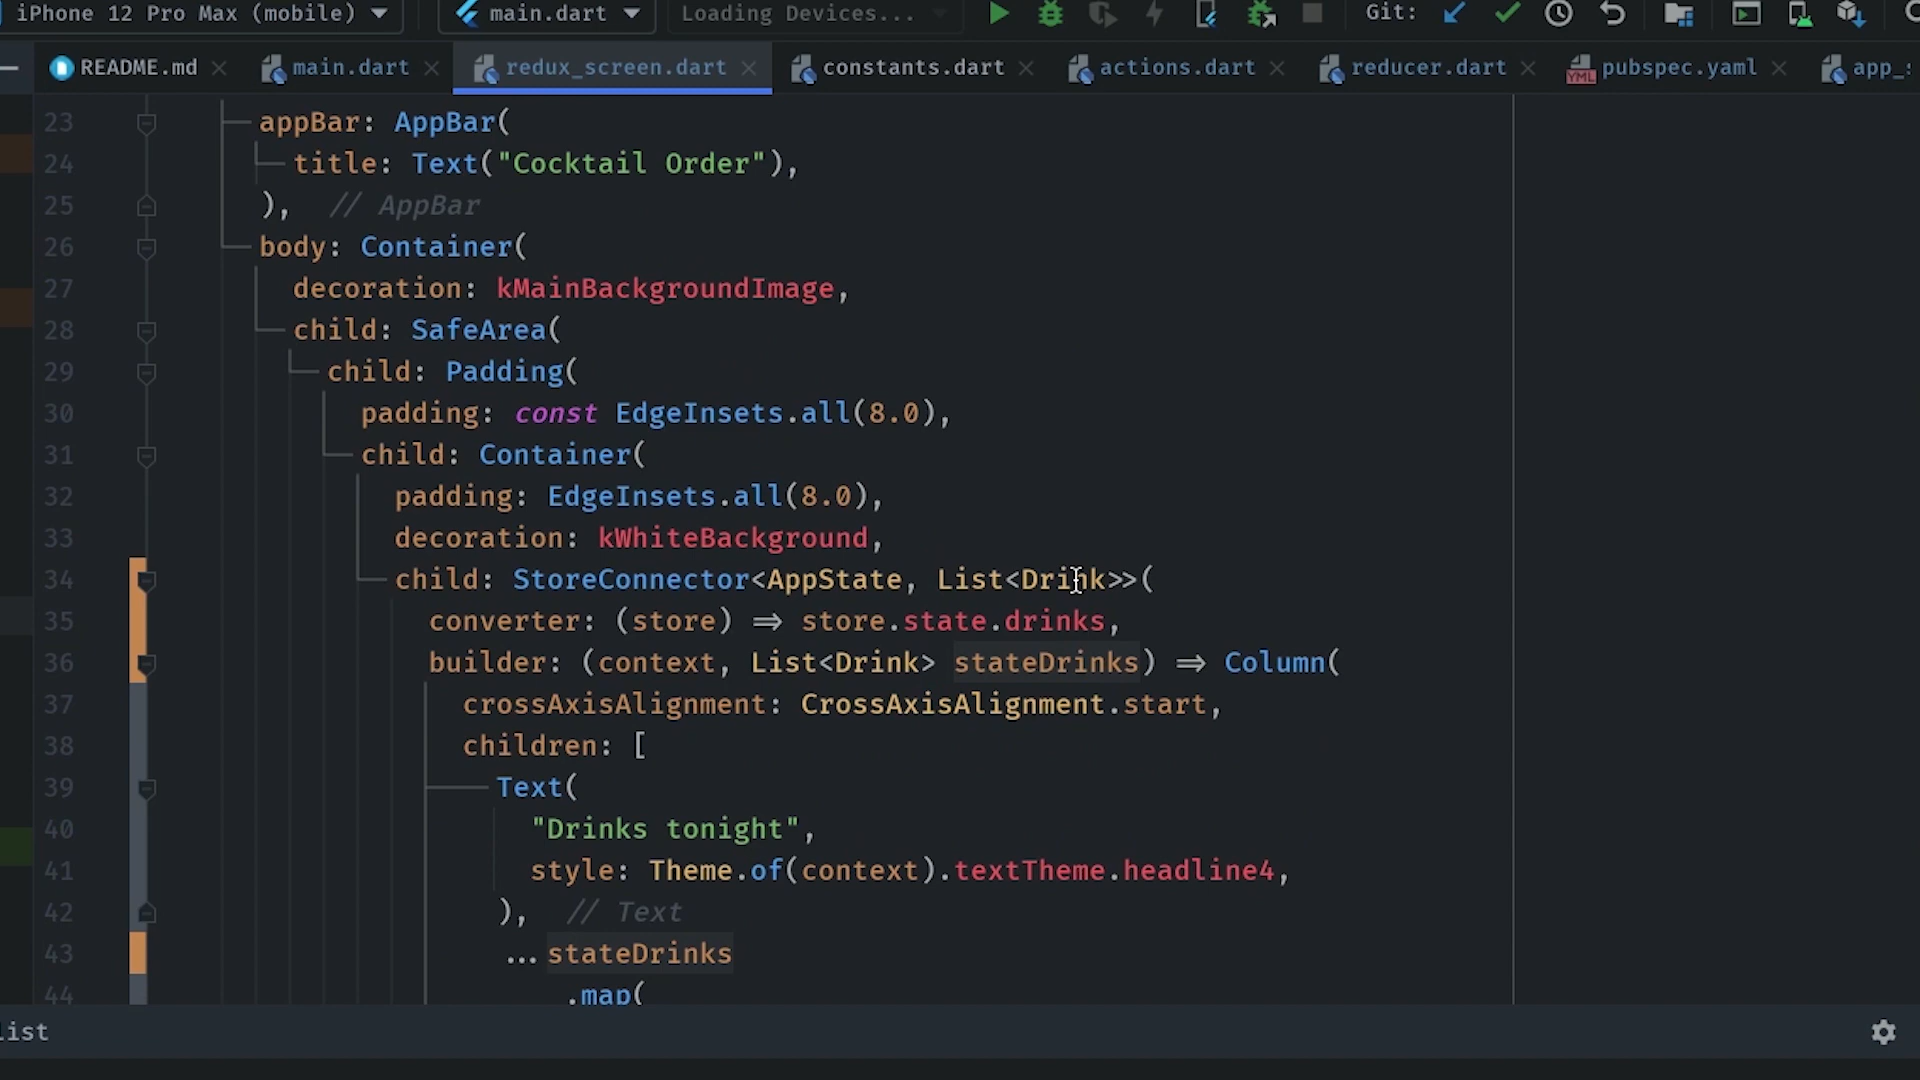 iPhone 12 Pro Max (mobile) main.dart Loading Devices... Git:
README.md main.dart redux_screen.dart constants.dart actions.dart reducer.dart pubspec.yaml app_s
23 appBar: AppBar(
24 title: Text("Cocktail Order"),
25 ), // AppBar
26 body: Container(
27 decoration: kMainBackgroundImage,
28 child: SafeArea(
29 child: Padding(
30 padding: const EdgeInsets.all(8.0),
31 child: Container(
32 padding: EdgeInsets.all(8.0),
33 decoration: kWhiteBackground,
34 child: StoreConnector<AppState, List<Drink>>(
35 converter: (store) => store.state.drinks,
36 builder: (context, List<Drink> stateDrinks) => Column(
37 crossAxisAlignment: CrossAxisAlignment.start,
38 children: [
39 Text(
40 "Drinks tonight",
41 style: Theme.of(context).textTheme.headline4,
42 ), // Text
43 ...stateDrinks
44 .map(
list